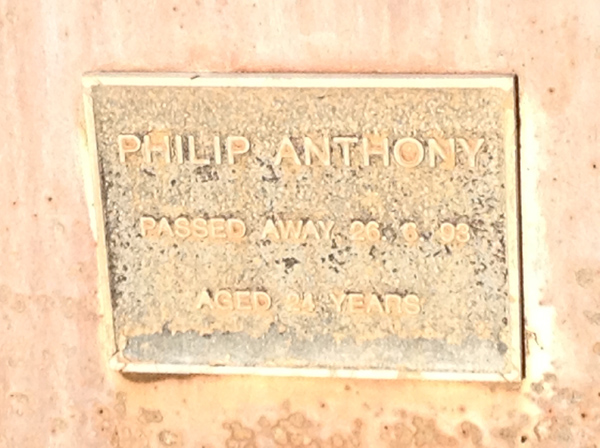 PHILIP ANTHONY
PASSED AWAY 26. 6. 93
AGED YEARS